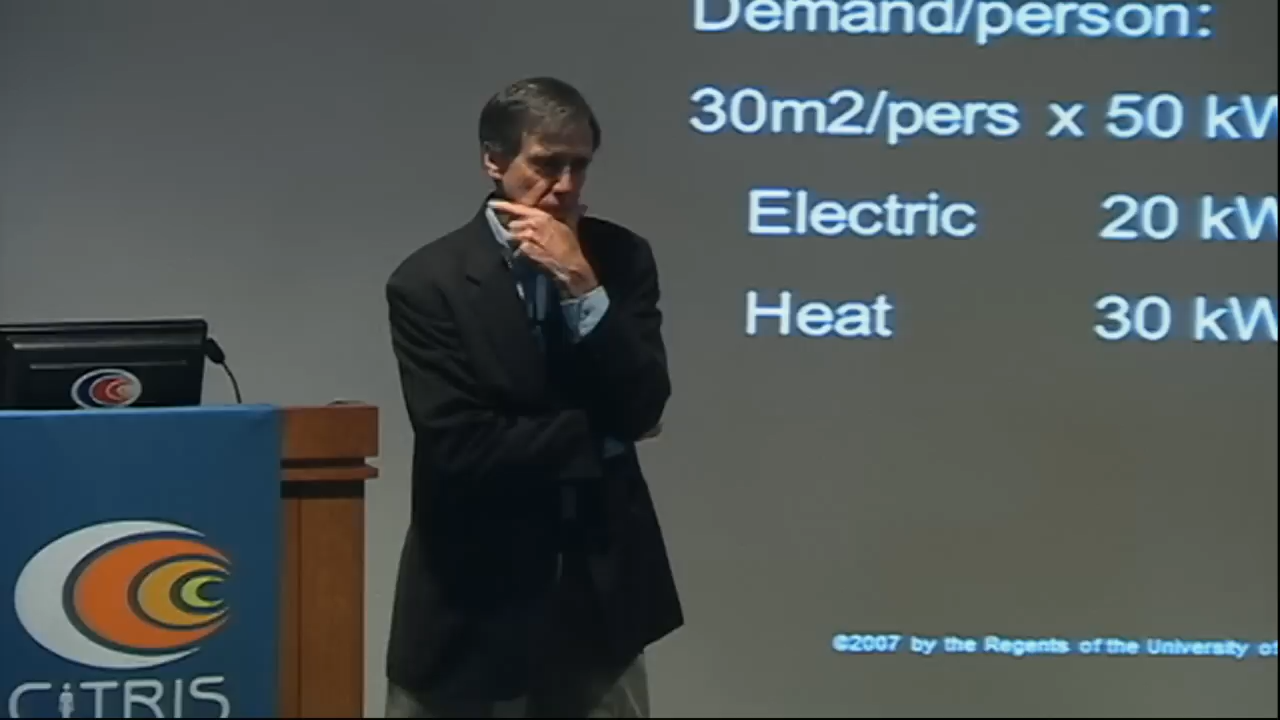 Demand/person:
30m2/pers x 50 kW
Electric 20 kW
Heat 30 kW
©2007 by the Regents of the University of
CiTRIS